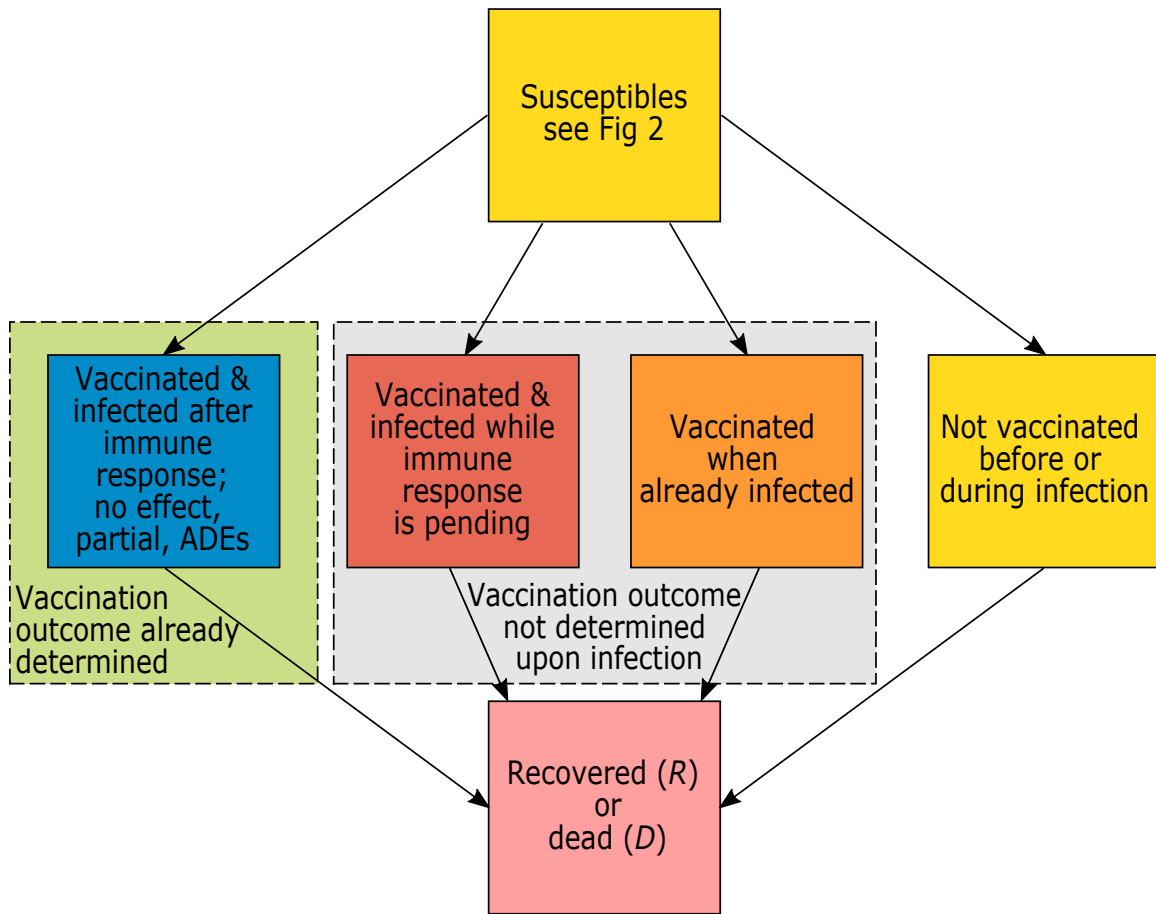 Susceptibles
see Fig 2
Vaccinated &
infected after
immune
response;
no effect,
partial, ADEs
Vaccination
outcome already
determined
Vaccinated &
infected while
immune
response
is pending
Vaccinated
when
already infected
Vaccination outcome
not determined
upon infection
Not vaccinated
before or
during infection
Recovered (R)
or
dead (D)